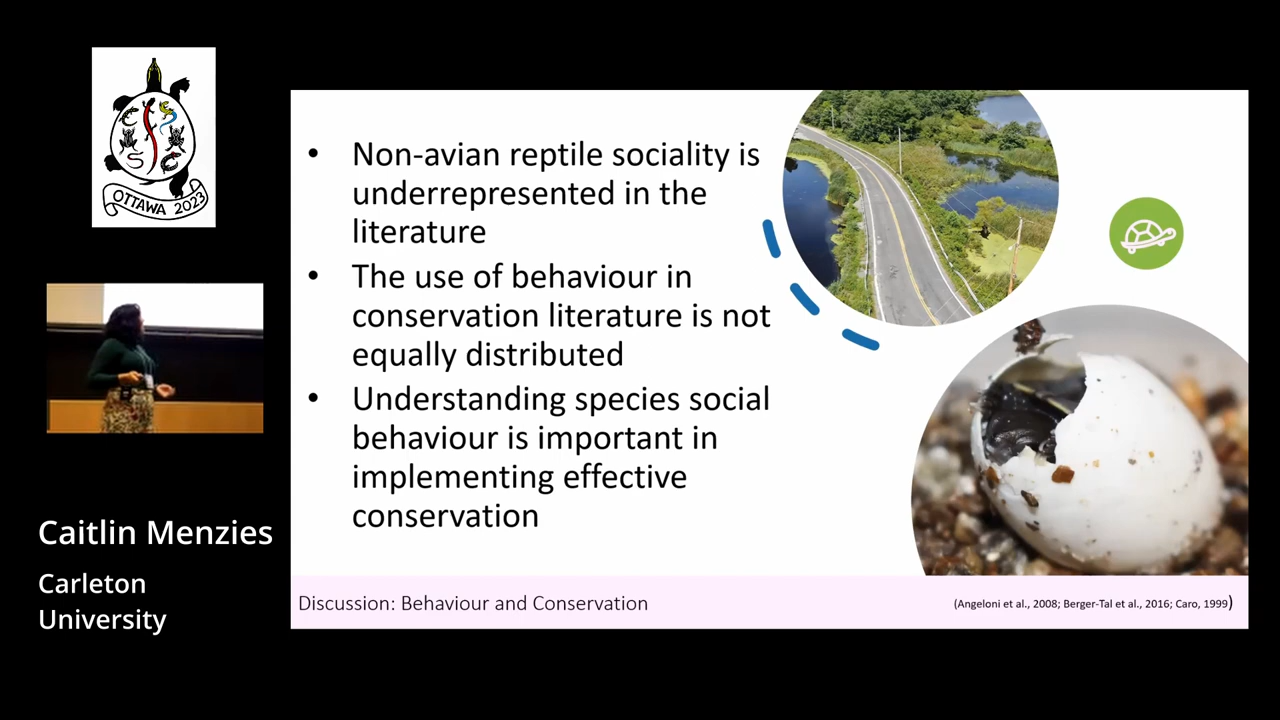 OTTAWA 2023
Caitlin Menzies
Carleton
University
• Non-avian reptile sociality is
underrepresented in the
literature
• The use of behaviour in
conservation literature is not
equally distributed
• Understanding species social
behaviour is important in
implementing effective
conservation
Discussion: Behaviour and Conservation
(Angeloni et al., 2008; Berger-Tal et al., 2016; Caro, 1999)